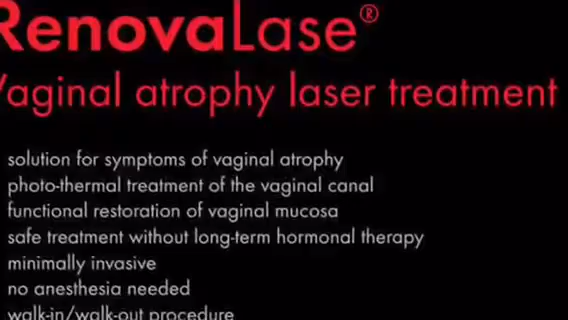 RenovaLase®
Vaginal atrophy laser treatment
solution for symptoms of vaginal atrophy
photo-thermal treatment of the vaginal canal
functional restoration of vaginal mucosa
safe treatment without long-term hormonal therapy
minimally invasive
no anesthesia needed
walk-in/walk-out procedure